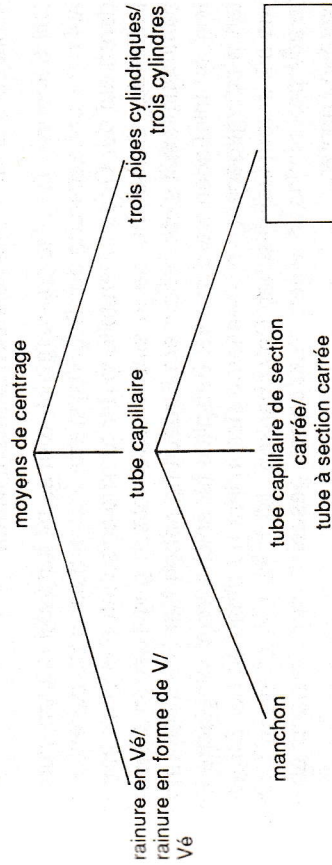 moyens de centrage
rainure en Vé/
rainure en forme de V/
Vé
tube capillaire
trois piges cylindriques/
trois cylindres
manchon
tube capillaire de section
carrée/
tube à section carrée